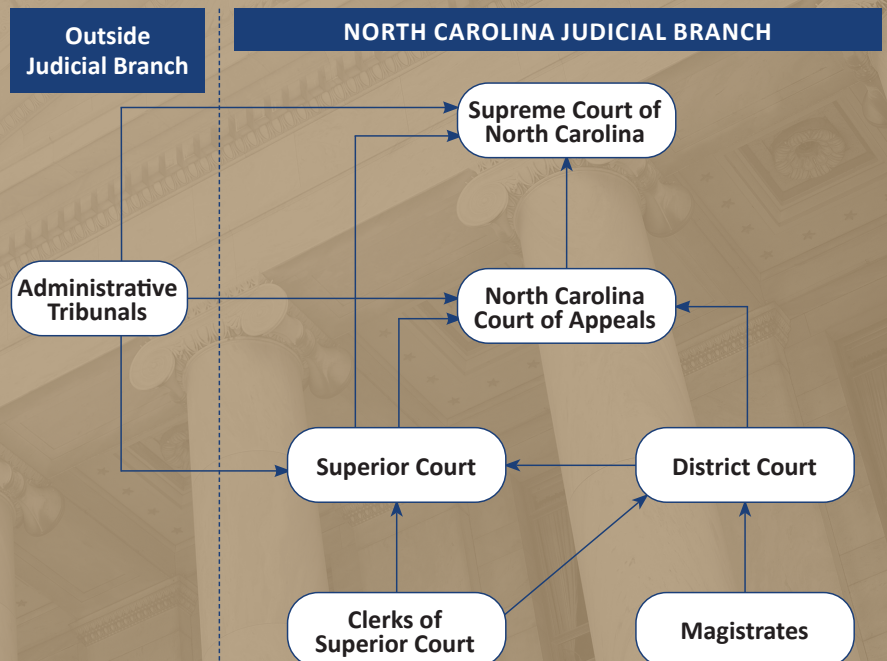 Outside
Judicial Branch
NORTH CAROLINA JUDICIAL BRANCH
Supreme Court of
North Carolina
Administrative
Tribunals
North Carolina
Court of Appeals
Superior Court
District Court
Clerks of
Superior Court
Magistrates